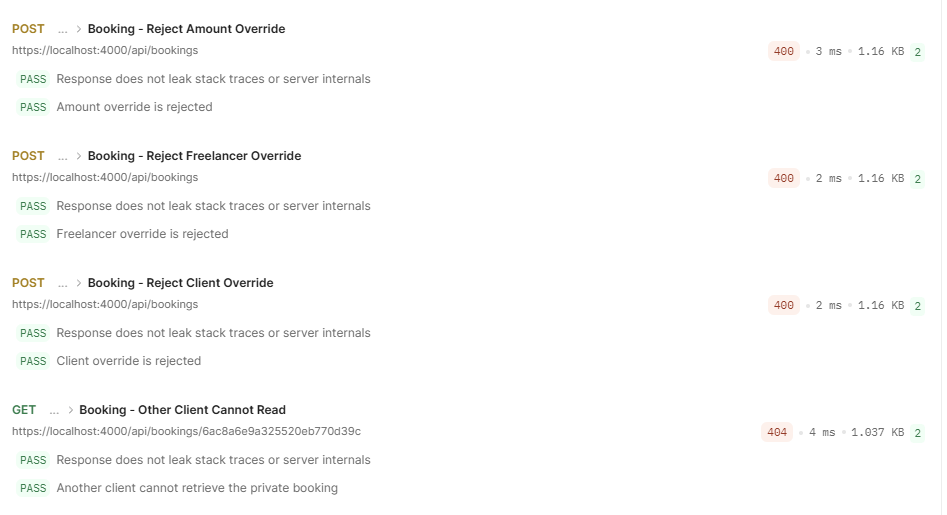 POST ... > Booking - Reject Amount Override
https://localhost:4000/api/bookings 400 • 3 ms • 1.16 KB 2
PASS Response does not leak stack traces or server internals
PASS Amount override is rejected
POST ... > Booking - Reject Freelancer Override
https://localhost:4000/api/bookings 400 • 2 ms • 1.16 KB 2
PASS Response does not leak stack traces or server internals
PASS Freelancer override is rejected
POST ... > Booking - Reject Client Override
https://localhost:4000/api/bookings 400 • 2 ms • 1.16 KB 2
PASS Response does not leak stack traces or server internals
PASS Client override is rejected
GET ... > Booking - Other Client Cannot Read
https://localhost:4000/api/bookings/6ac8a6e9a325520eb770d39c 404 • 4 ms • 1.037 KB 2
PASS Response does not leak stack traces or server internals
PASS Another client cannot retrieve the private booking